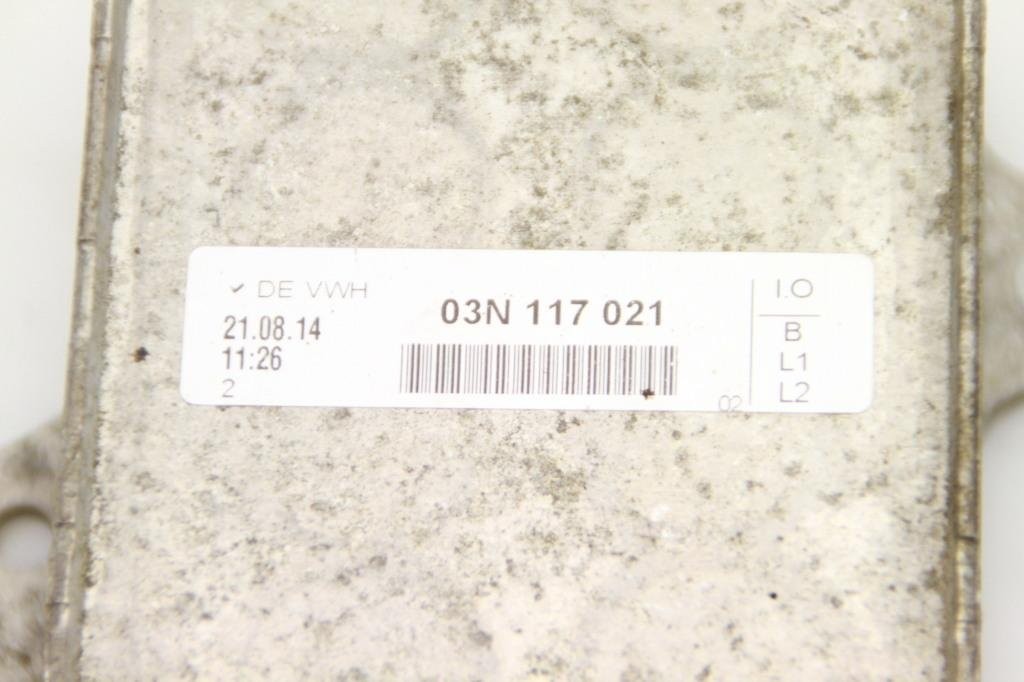 ✓ DE VWH
21.08.14
11:26
2
03N 117 021
02
I.O
B
L1
L2